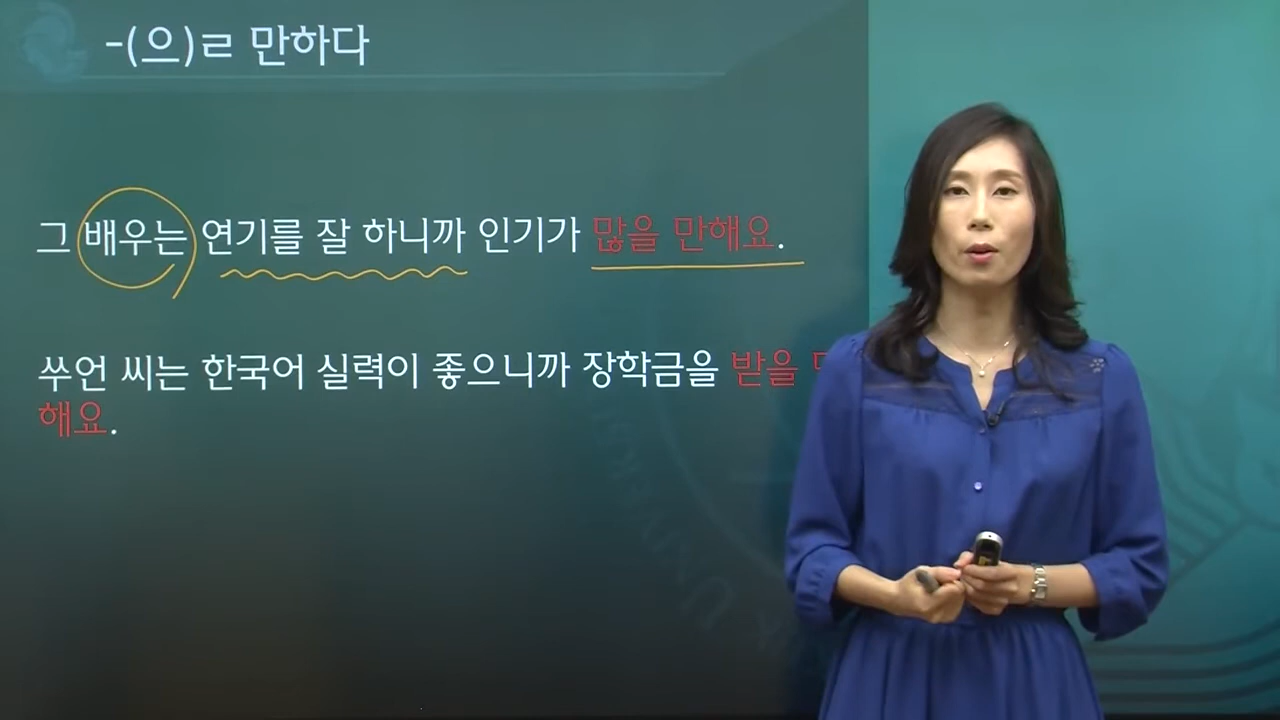 -(으)ㄹ 만하다
그 배우는 연기를 잘 하니까 인기가 많을 만해요.
쑤언 씨는 한국어 실력이 좋으니까 장학금을 받을
해요.